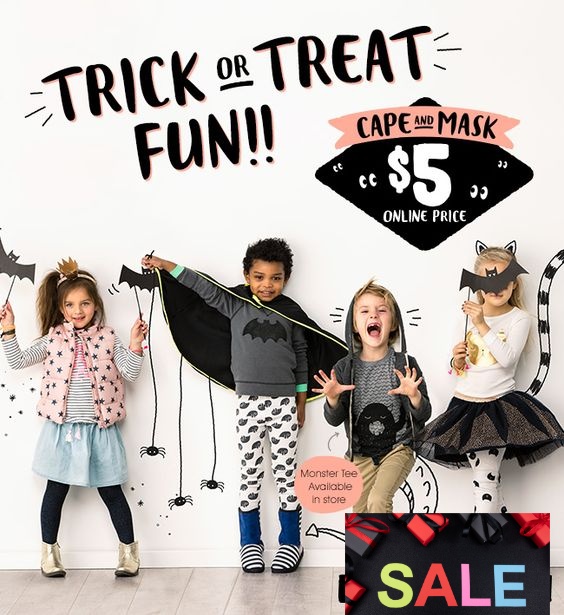 TRICK OR TREAT
FUN!!
CAPE AND MASK
$5
ONLINE PRICE
Monster Tee
Available
in store
SALE